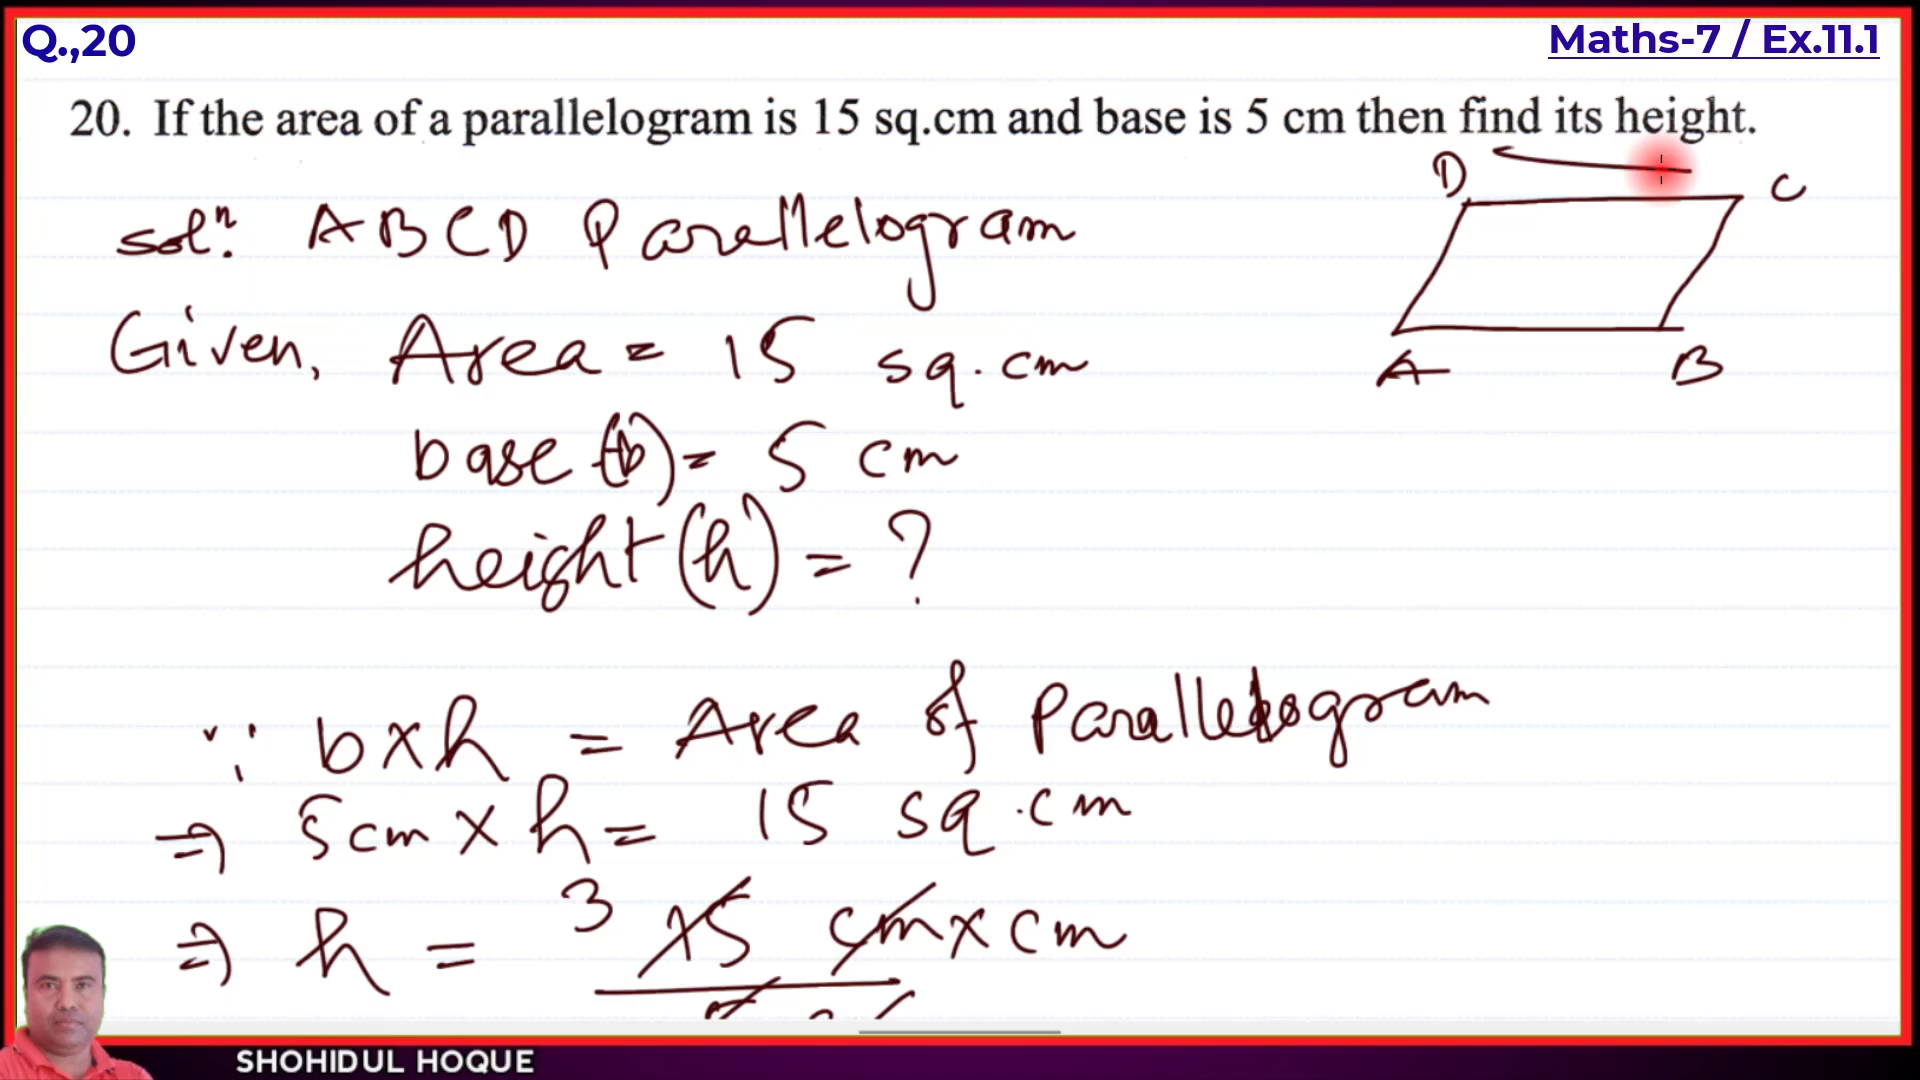 Q.,20
Maths-7 / Ex.11.1
20. If the area of a parallelogram is 15 sq.cm and base is 5 cm then find its height.
D C
A B
solⁿ: ABCD Parallelogram
Given, Area = 15 sq.cm
base (b) = 5 cm
height (h) = ?
∵ b×h = Area of Parallelogram
⇒ 5cm × h = 15 sq.cm
⇒ h = 3 15 cm×cm
SHOHIDUL HOQUE